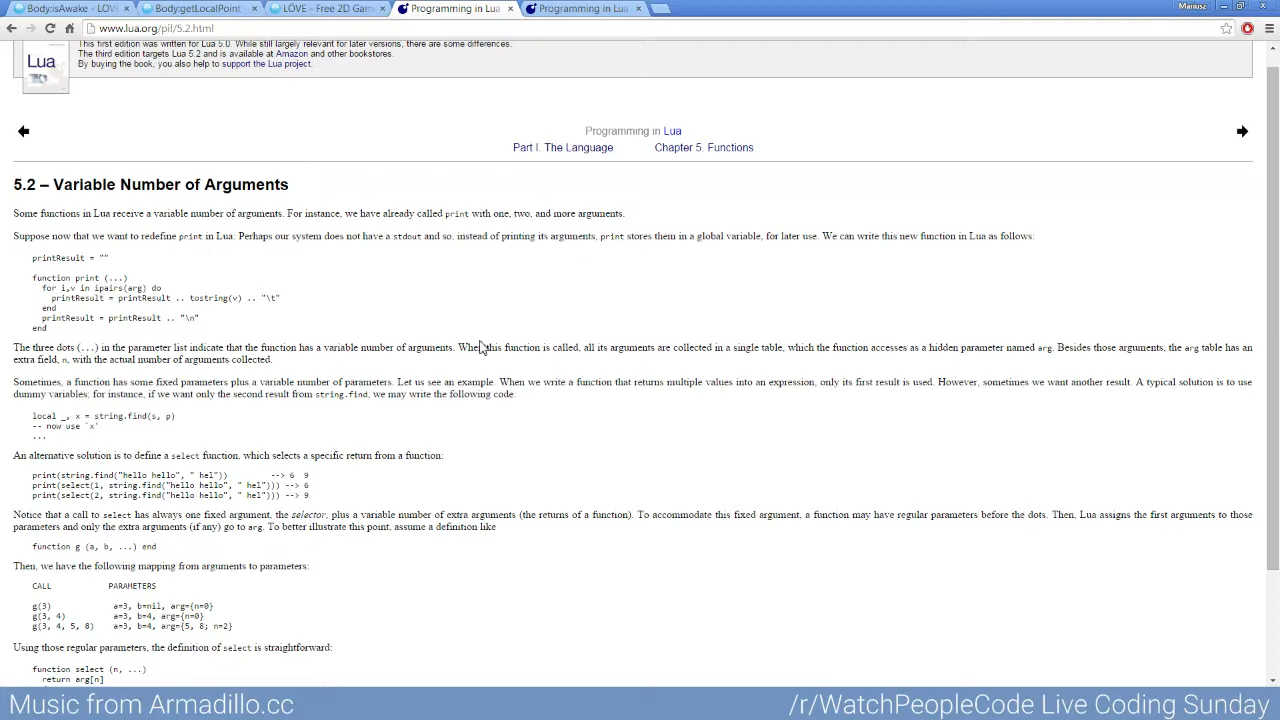 Body:isAwake - LOVE
Body:getLocalPoint
LÖVE - Free 2D Gam
Programming in Lua
Programming in Lua
Mariusz
www.lua.org/pil/5.2.html
This first edition was written for Lua 5.0. While still largely relevant for later versions, there are some differences.
The third edition targets Lua 5.2 and is available at Amazon and other bookstores.
By buying the book, you also help to support the Lua project.
Lua
Programming in Lua
Part I. The Language Chapter 5. Functions
5.2 – Variable Number of Arguments
Some functions in Lua receive a variable number of arguments. For instance, we have already called print with one, two, and more arguments.
Suppose now that we want to redefine print in Lua: Perhaps our system does not have a stdout and so, instead of printing its arguments, print stores them in a global variable, for later use. We can write this new function in Lua as follows:
printResult = ""
function print (...)
for i,v in ipairs(arg) do
printResult = printResult .. tostring(v) .. "\t"
end
printResult = printResult .. "\n"
end
The three dots (...) in the parameter list indicate that the function has a variable number of arguments. When this function is called, all its arguments are collected in a single table, which the function accesses as a hidden parameter named arg. Besides those arguments, the arg table has an
extra field, n, with the actual number of arguments collected.
Sometimes, a function has some fixed parameters plus a variable number of parameters. Let us see an example. When we write a function that returns multiple values into an expression, only its first result is used. However, sometimes we want another result. A typical solution is to use
dummy variables; for instance, if we want only the second result from string.find, we may write the following code:
local _, x = string.find(s, p)
-- now use `x'
...
An alternative solution is to define a select function, which selects a specific return from a function:
print(string.find("hello hello", " hel")) --> 6 9
print(select(1, string.find("hello hello", " hel"))) --> 6
print(select(2, string.find("hello hello", " hel"))) --> 9
Notice that a call to select has always one fixed argument, the selector, plus a variable number of extra arguments (the returns of a function). To accommodate this fixed argument, a function may have regular parameters before the dots. Then, Lua assigns the first arguments to those
parameters and only the extra arguments (if any) go to arg. To better illustrate this point, assume a definition like
function g (a, b, ...) end
Then, we have the following mapping from arguments to parameters:
CALL PARAMETERS
g(3) a=3, b=nil, arg={n=0}
g(3, 4) a=3, b=4, arg={n=0}
g(3, 4, 5, 8) a=3, b=4, arg={5, 8; n=2}
Using those regular parameters, the definition of select is straightforward:
function select (n, ...)
return arg[n]
Music from Armadillo.cc
/r/WatchPeopleCode Live Coding Sunday